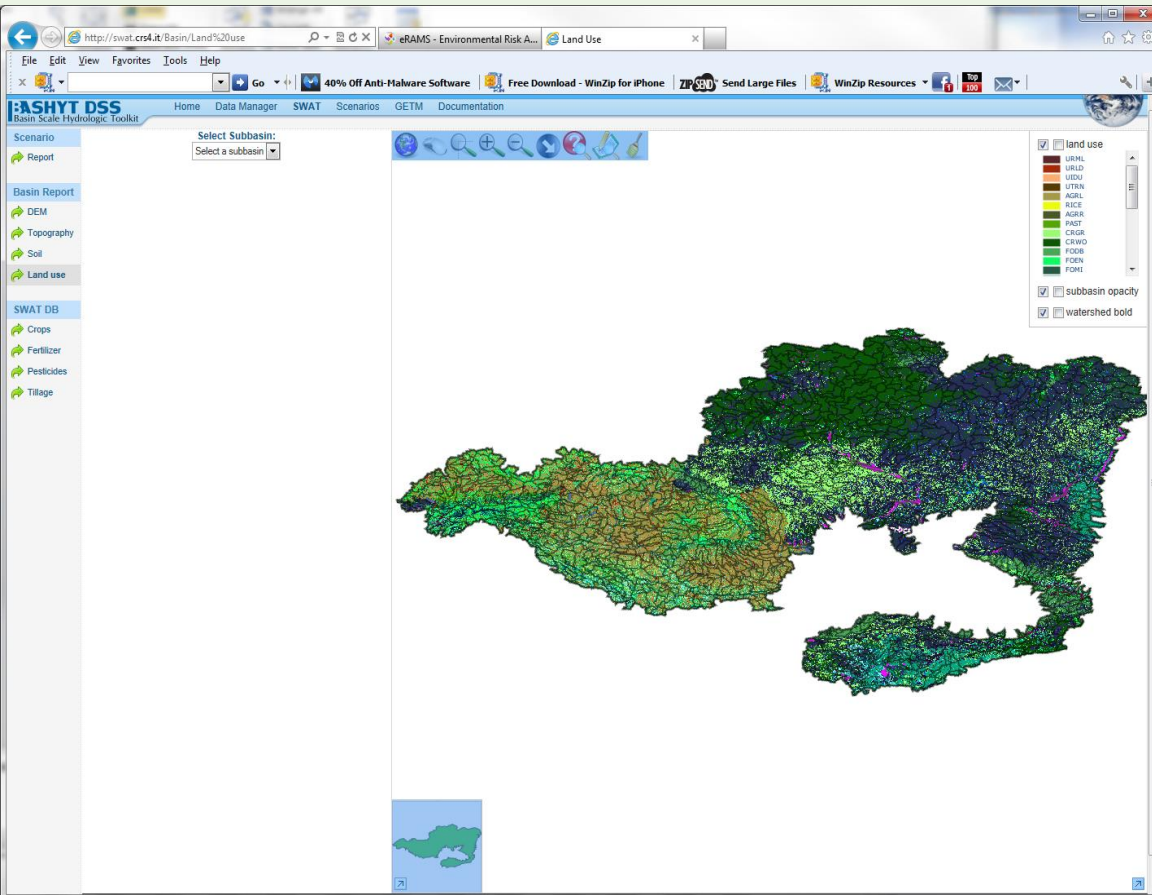 http://swat.crs4.it/Basin/Land%20use
eRAMS - Environmental Risk A...
Land Use
File Edit View Favorites Tools Help
Go
40% Off Anti-Malware Software
Free Download - WinZip for iPhone
ZIP SEND Send Large Files
WinZip Resources
Top 100
BASHYT DSS
Basin Scale Hydrologic Toolkit
Home Data Manager SWAT Scenarios GETM Documentation
Scenario
Report
Basin Report
DEM
Topography
Soil
Land use
SWAT DB
Crops
Fertilizer
Pesticides
Tillage
Select Subbasin:
Select a subbasin
land use
URML
URLD
UIDU
UTRN
AGRL
RICE
AGRR
PAST
CRGR
CRWO
FODB
FOEN
FOMI
subbasin opacity
watershed bold